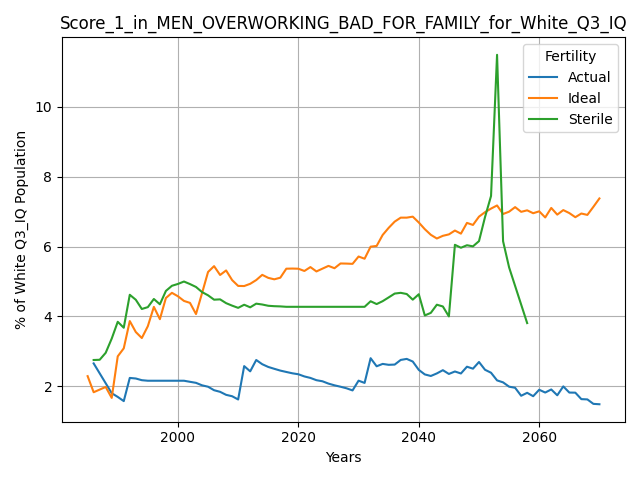 Score_1_in_MEN_OVERWORKING_BAD_FOR_FAMILY_for_White_Q3_IQ
Fertility
Actual
Ideal
Sterile
% of White Q3_IQ Population
10
8
6
4
2
2000
2020
2040
2060
Years